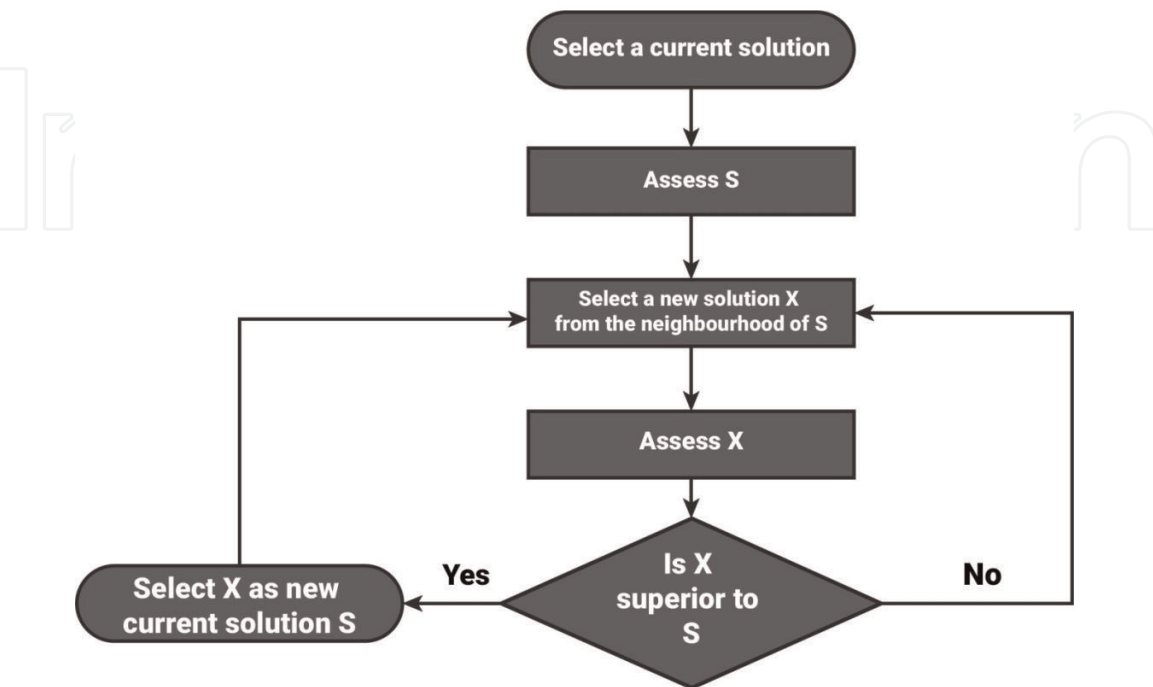 Select a current solution
Assess S
Select a new solution X
from the neighbourhood of S
Assess X
Is X
superior to
S
Yes
No
Select X as new
current solution S